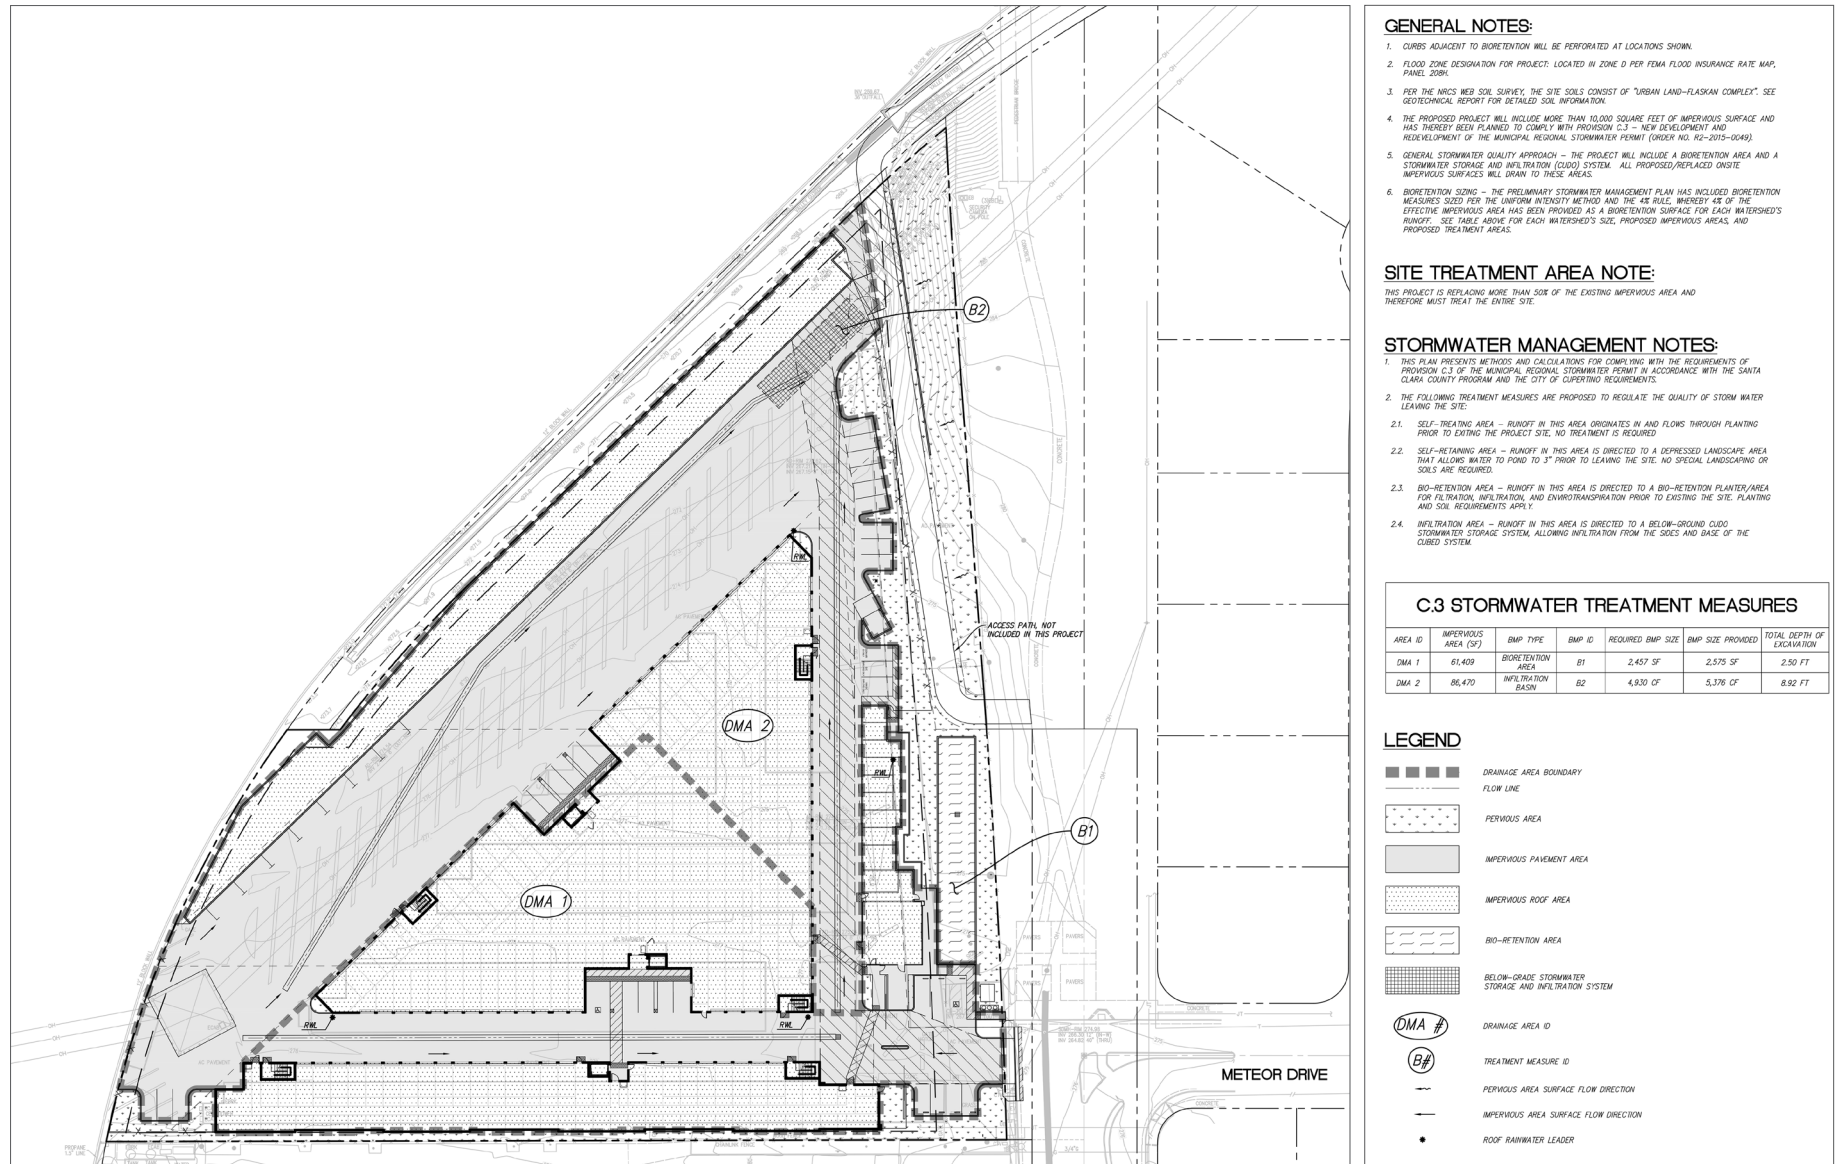 B2
ACCESS PATH, NOT
INCLUDED IN THIS PROJECT
RWL
DMA 2
RWL
B1
DMA 1
AC PAVEMENT
RWL
RWL
METEOR DRIVE
CONCRETE
CONCRETE
PAVERS
PAVERS
PAVERS
PAVERS
PROPANE
GENERAL NOTES:
1. CURBS ADJACENT TO BIORETENTION WILL BE PERFORATED AT LOCATIONS SHOWN.
2. FLOOD ZONE DESIGNATION FOR PROJECT: LOCATED IN ZONE D PER FEMA FLOOD INSURANCE RATE MAP,
PANEL 208H.
3. PER THE NRCS WEB SOIL SURVEY, THE SITE SOILS CONSIST OF "URBAN LAND-FLASKAN COMPLEX". SEE
GEOTECHNICAL REPORT FOR DETAILED SOIL INFORMATION.
4. THE PROPOSED PROJECT WILL INCLUDE MORE THAN 10,000 SQUARE FEET OF IMPERVIOUS SURFACE AND
HAS THEREBY BEEN PLANNED TO COMPLY WITH PROVISION C.3 - NEW DEVELOPMENT AND
REDEVELOPMENT OF THE MUNICIPAL REGIONAL STORMWATER PERMIT (ORDER NO. R2-2015-0049).
5. GENERAL STORMWATER QUALITY APPROACH - THE PROJECT WILL INCLUDE A BIORETENTION AREA AND A
STORMWATER STORAGE AND INFILTRATION (CUDO) SYSTEM. ALL PROPOSED/REPLACED ONSITE
IMPERVIOUS SURFACES WILL DRAIN TO THESE AREAS.
6. BIORETENTION SIZING - THE PRELIMINARY STORMWATER MANAGEMENT PLAN HAS INCLUDED BIORETENTION
MEASURES SIZED PER THE UNIFORM INTENSITY METHOD AND THE 4% RULE, WHEREBY 4% OF THE
EFFECTIVE IMPERVIOUS AREA HAS BEEN PROVIDED AS A BIORETENTION SURFACE FOR EACH WATERSHED'S
RUNOFF. SEE TABLE ABOVE FOR EACH WATERSHED'S SIZE, PROPOSED IMPERVIOUS AREAS, AND
PROPOSED TREATMENT AREAS.
SITE TREATMENT AREA NOTE:
THIS PROJECT IS REPLACING MORE THAN 50% OF THE EXISTING IMPERVIOUS AREA AND
THEREFORE MUST TREAT THE ENTIRE SITE.
STORMWATER MANAGEMENT NOTES:
1. THIS PLAN PRESENTS METHODS AND CALCULATIONS FOR COMPLYING WITH THE REQUIREMENTS OF
PROVISION C.3 OF THE MUNICIPAL REGIONAL STORMWATER PERMIT IN ACCORDANCE WITH THE SANTA
CLARA COUNTY PROGRAM AND THE CITY OF CUPERTINO REQUIREMENTS.
2. THE FOLLOWING TREATMENT MEASURES ARE PROPOSED TO REGULATE THE QUALITY OF STORM WATER
LEAVING THE SITE:
2.1. SELF-TREATING AREA - RUNOFF IN THIS AREA ORIGINATES IN AND FLOWS THROUGH PLANTING
PRIOR TO EXITING THE PROJECT SITE, NO TREATMENT IS REQUIRED
2.2. SELF-RETAINING AREA - RUNOFF IN THIS AREA IS DIRECTED TO A DEPRESSED LANDSCAPE AREA
THAT ALLOWS WATER TO POND TO 3" PRIOR TO LEAVING THE SITE. NO SPECIAL LANDSCAPING OR
SOILS ARE REQUIRED.
2.3. BIO-RETENTION AREA - RUNOFF IN THIS AREA IS DIRECTED TO A BIO-RETENTION PLANTER/AREA
FOR FILTRATION, INFILTRATION, AND ENVIROTRANSPIRATION PRIOR TO EXISTING THE SITE. PLANTING
AND SOIL REQUIREMENTS APPLY.
2.4. INFILTRATION AREA - RUNOFF IN THIS AREA IS DIRECTED TO A BELOW-GROUND CUDO
STORMWATER STORAGE SYSTEM, ALLOWING INFILTRATION FROM THE SIDES AND BASE OF THE
CUBED SYSTEM.
C.3 STORMWATER TREATMENT MEASURES
AREA ID IMPERVIOUS AREA (SF) BMP TYPE BMP ID REQUIRED BMP SIZE BMP SIZE PROVIDED TOTAL DEPTH OF EXCAVATION
DMA 1 61,409 BIORETENTION AREA B1 2,457 SF 2,575 SF 2.50 FT
DMA 2 86,470 INFILTRATION BASIN B2 4,930 CF 5,376 CF 8.92 FT
LEGEND
DRAINAGE AREA BOUNDARY
FLOW LINE
PERVIOUS AREA
IMPERVIOUS PAVEMENT AREA
IMPERVIOUS ROOF AREA
BIO-RETENTION AREA
BELOW-GRADE STORMWATER
STORAGE AND INFILTRATION SYSTEM
DMA # DRAINAGE AREA ID
B# TREATMENT MEASURE ID
PERVIOUS AREA SURFACE FLOW DIRECTION
IMPERVIOUS AREA SURFACE FLOW DIRECTION
ROOF RAINWATER LEADER